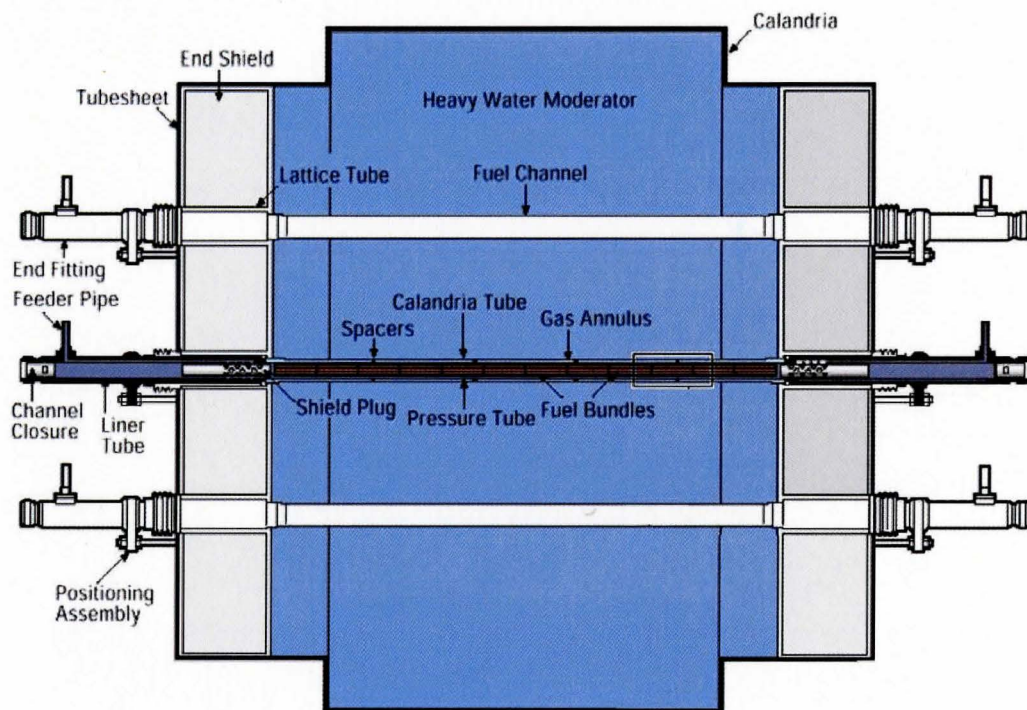 Calandria
End Shield
Tubesheet
Heavy Water Moderator
Lattice Tube
Fuel Channel
End Fitting
Feeder Pipe
Calandria Tube
Spacers
Gas Annulus
Channel
Closure
Liner
Tube
Shield Plug
Pressure Tube
Fuel Bundles
Positioning
Assembly